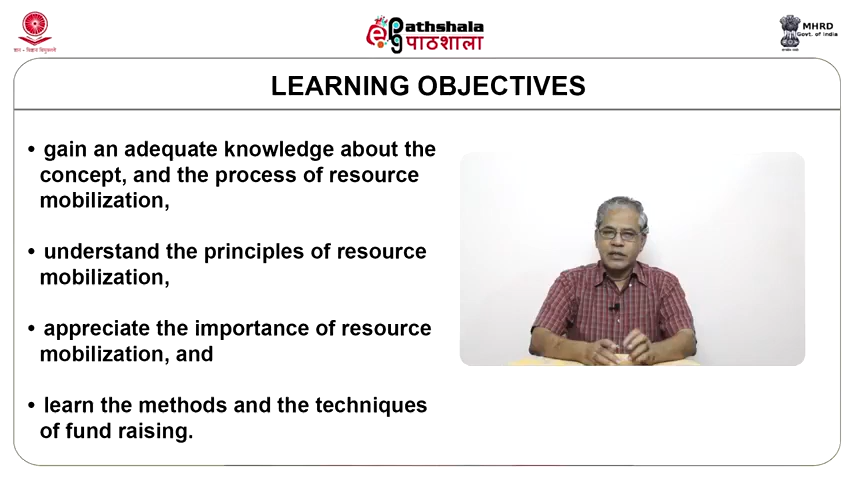 ePathshala
पाठशाला
MHRD
Govt. of India
LEARNING OBJECTIVES
• gain an adequate knowledge about the
concept, and the process of resource
mobilization,
• understand the principles of resource
mobilization,
• appreciate the importance of resource
mobilization, and
• learn the methods and the techniques
of fund raising.